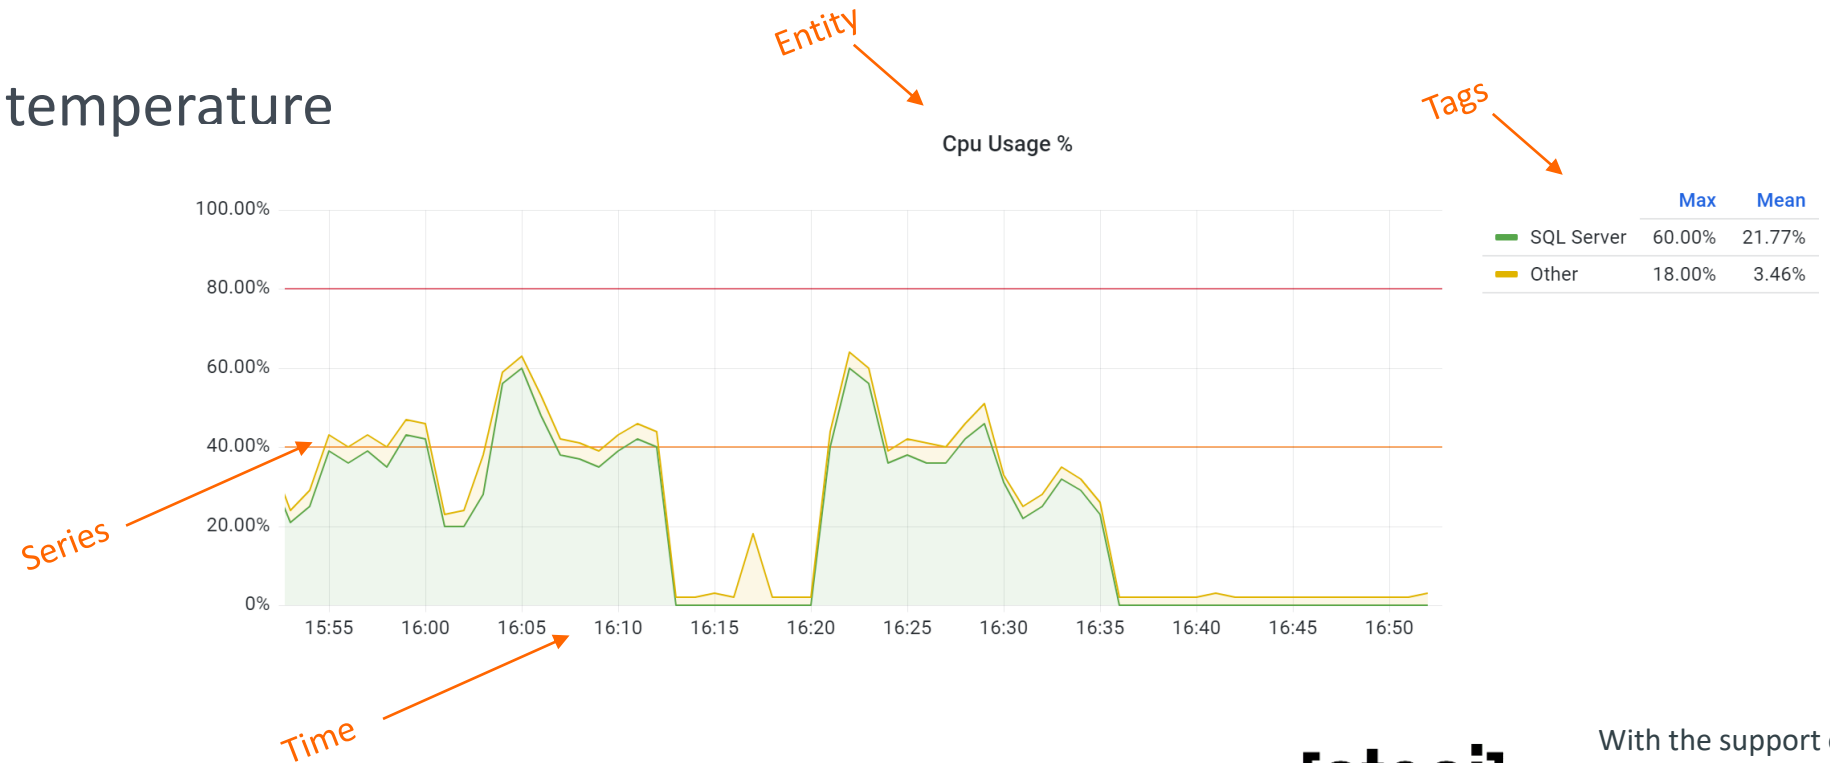 Entity
temperature
Tags
Cpu Usage %
Max Mean
SQL Server 60.00% 21.77%
Other 18.00% 3.46%
100.00%
80.00%
60.00%
40.00%
20.00%
0%
15:55 16:00 16:05 16:10 16:15 16:20 16:25 16:30 16:35 16:40 16:45 16:50
Series
Time
With the support